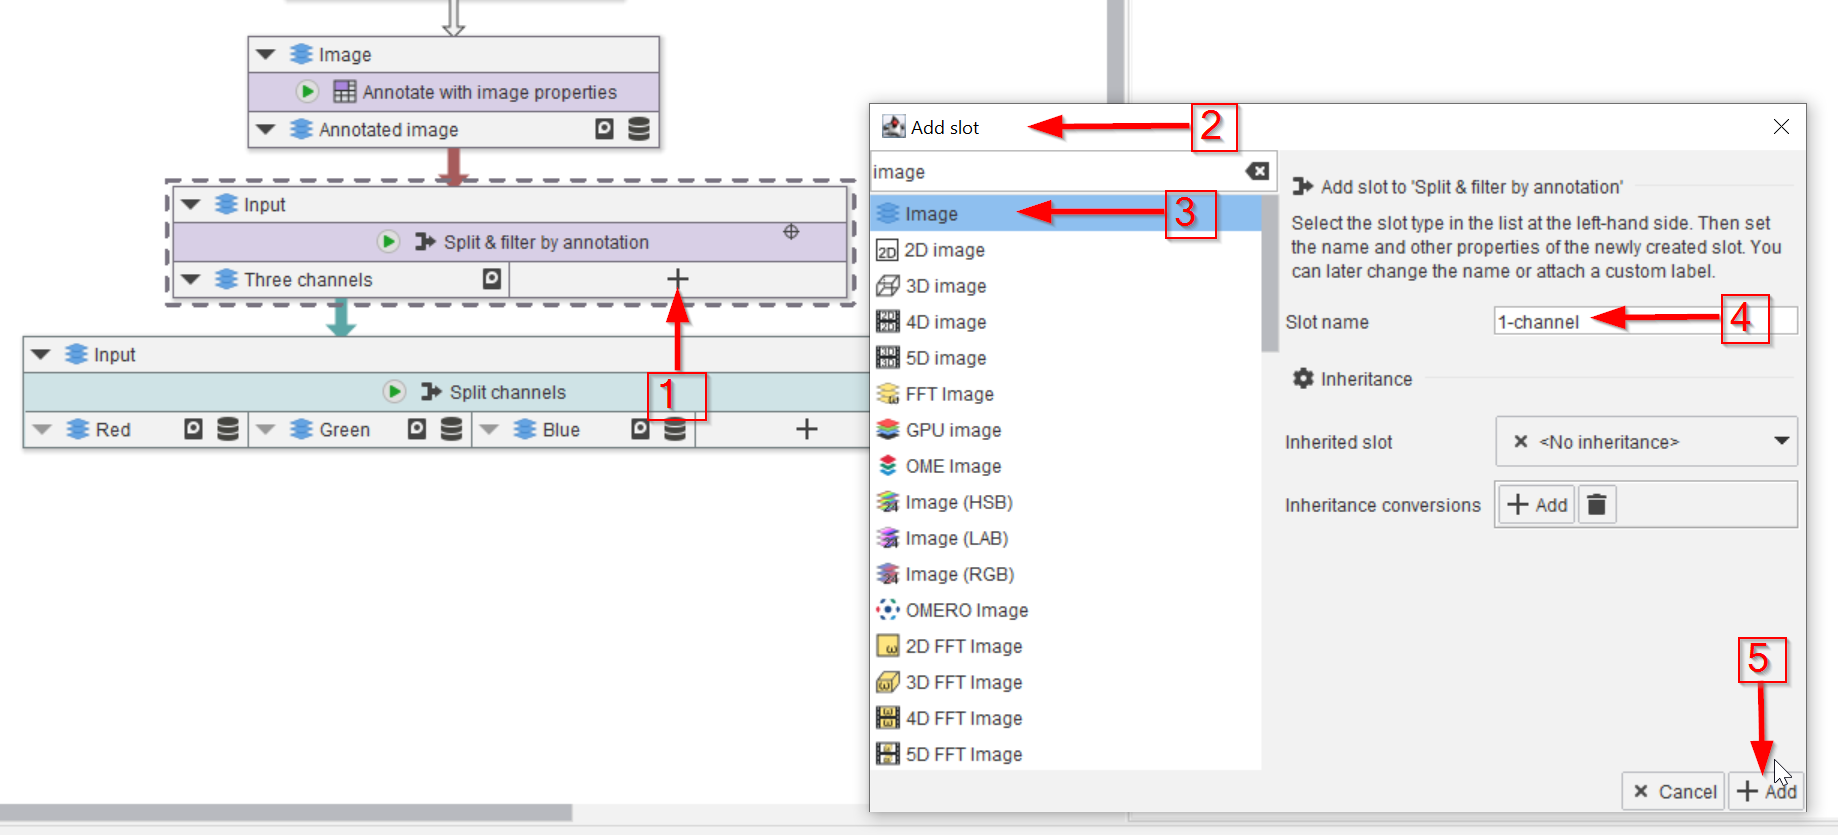 Image
Annotate with image properties
Annotated image
Input
Split & filter by annotation
Three channels
1
Input
Split channels
Red
Green
Blue
Add slot
2
image
Image
3
2D image
3D image
4D image
5D image
FFT Image
GPU image
OME Image
Image (HSB)
Image (LAB)
Image (RGB)
OMERO Image
2D FFT Image
3D FFT Image
4D FFT Image
5D FFT Image
Add slot to 'Split & filter by annotation'
Select the slot type in the list at the left-hand side. Then set
the name and other properties of the newly created slot. You
can later change the name or attach a custom label.
Slot name
1-channel
4
Inheritance
Inherited slot
<No inheritance>
Inheritance conversions
Add
5
Cancel
Add